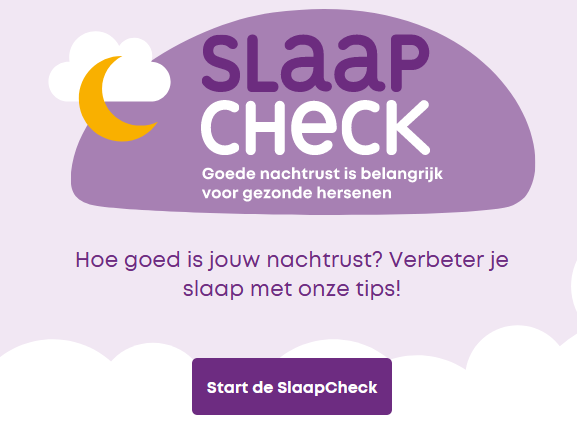 SLaaP
CHeCK
Goede nachtrust is belangrijk
voor gezonde hersenen
Hoe goed is jouw nachtrust? Verbeter je
slaap met onze tips!
Start de SlaapCheck